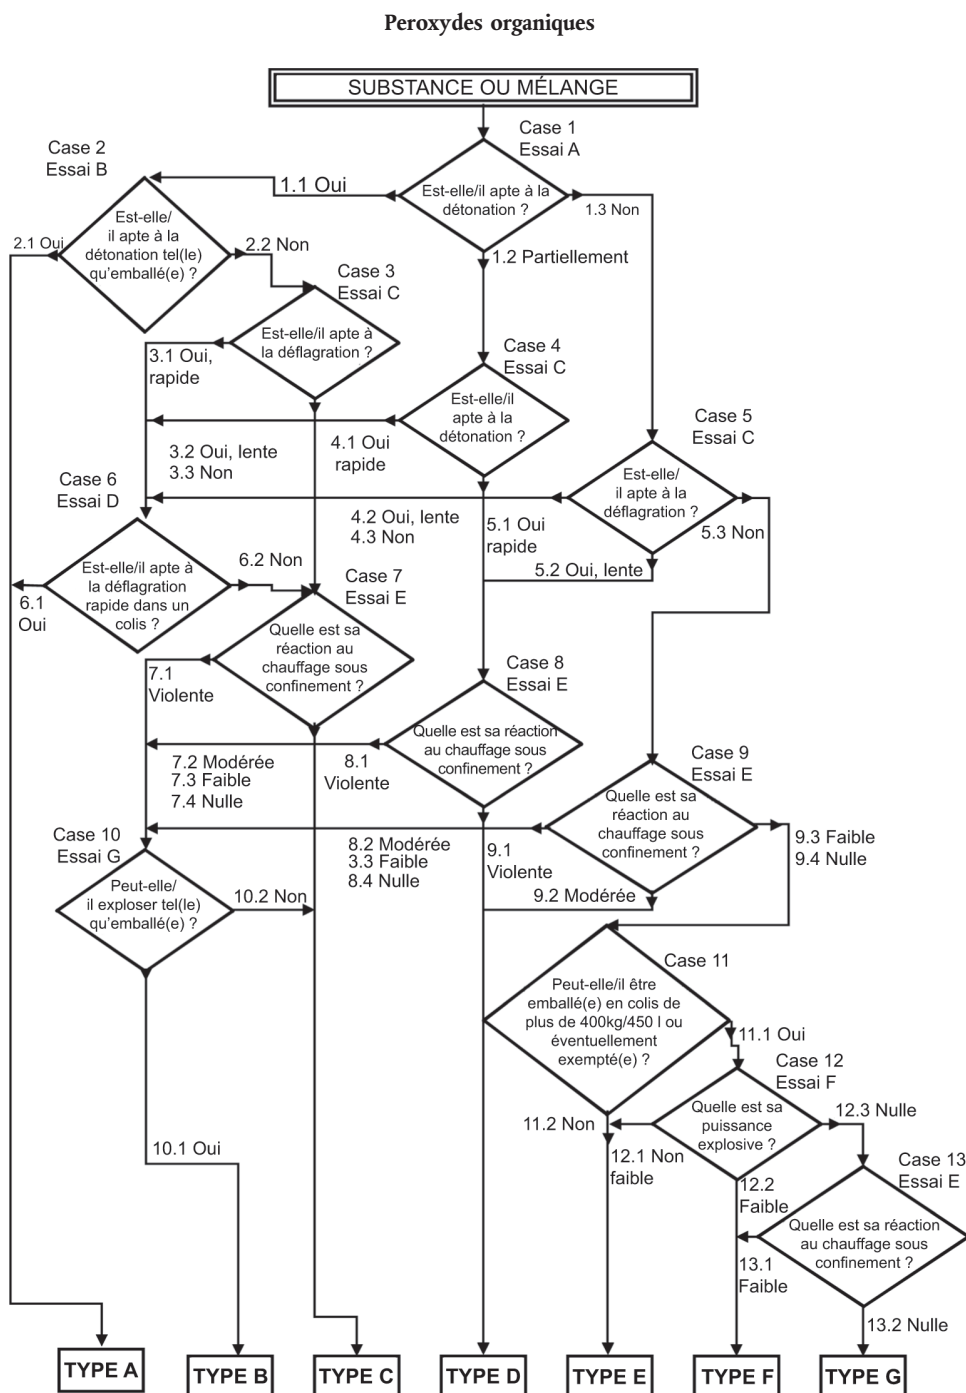 Peroxydes organiques
SUBSTANCE OU MÉLANGE
Case 1
Essai A
Est-elle/il apte à la
détonation ?
1.1 Oui
1.3 Non
1.2 Partiellement
Case 2
Essai B
Est-elle/
il apte à la
détonation tel(le)
qu'emballé(e) ?
2.1 Oui
2.2 Non
Case 3
Essai C
Est-elle/il apte à
la déflagration ?
3.1 Oui,
rapide
3.2 Oui, lente
3.3 Non
Case 4
Essai C
Est-elle/il
apte à la
détonation ?
4.1 Oui
rapide
4.2 Oui, lente
4.3 Non
Case 5
Essai C
Est-elle/
il apte à la
déflagration ?
5.1 Oui
rapide
5.2 Oui, lente
5.3 Non
Case 6
Essai D
Est-elle/il apte à
la déflagration
rapide dans un
colis ?
6.1
Oui
6.2 Non
Case 7
Essai E
Quelle est sa
réaction au
chauffage sous
confinement ?
7.1
Violente
7.2 Modérée
7.3 Faible
7.4 Nulle
Case 8
Essai E
Quelle est sa réaction
au chauffage sous
confinement ?
8.1
Violente
8.2 Modérée
3.3 Faible
8.4 Nulle
Case 9
Essai E
Quelle est sa
réaction au
chauffage sous
confinement ?
9.1
Violente
9.2 Modérée
9.3 Faible
9.4 Nulle
Case 10
Essai G
Peut-elle/
il exploser tel(le)
qu'emballé(e) ?
10.2 Non
10.1 Oui
Case 11
Peut-elle/il être
emballé(e) en colis de
plus de 400kg/450 l ou
éventuellement
exempté(e) ?
11.1 Oui
11.2 Non
Case 12
Essai F
Quelle est sa
puissance
explosive ?
12.3 Nulle
12.1 Non
faible
12.2
Faible
Case 13
Essai E
Quelle est sa réaction
au chauffage sous
confinement ?
13.1
Faible
13.2 Nulle
TYPE A
TYPE B
TYPE C
TYPE D
TYPE E
TYPE F
TYPE G